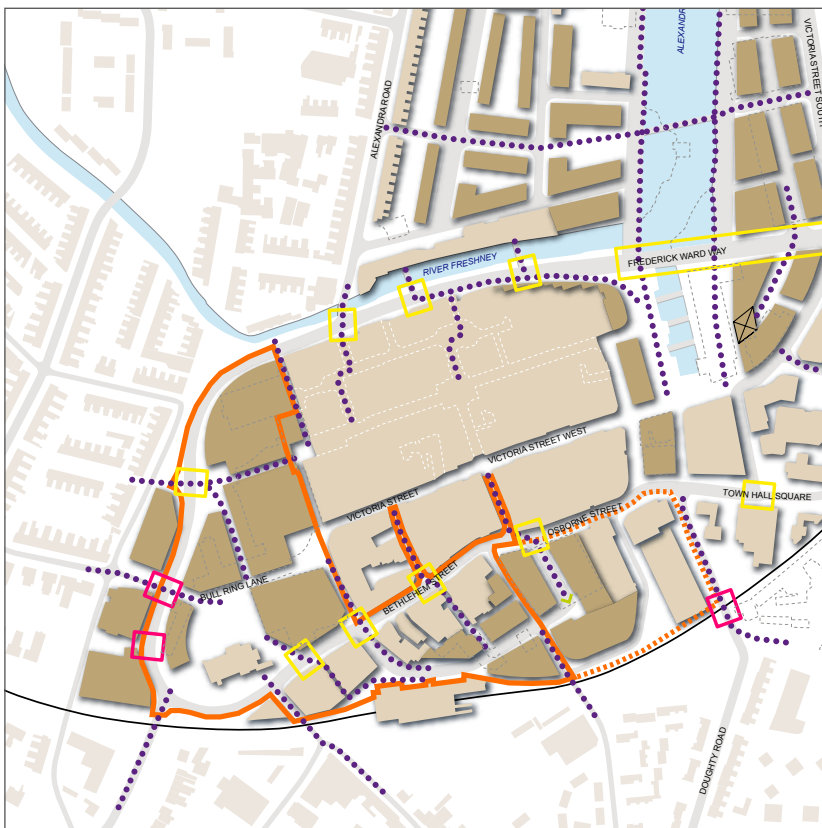 ALEXANDR
VICTORIA STREET SOUTH
ALEXANDRA ROAD
RIVER FRESHNEY
FREDERICK WARD WAY
VICTORIA STREET WEST
VICTORIA STREET
TOWN HALL SQUARE
OSBORNE STREET
BETHLEHEM STREET
BULL RING LANE
DOUGHTY ROAD